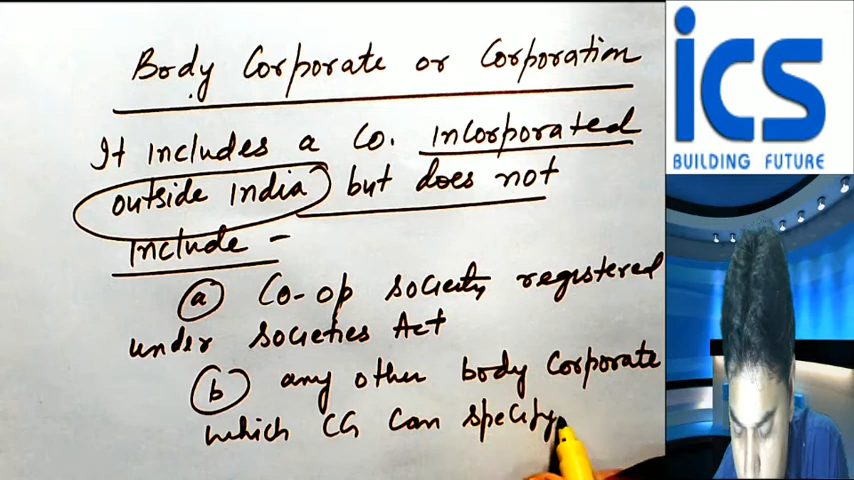 Body Corporate or Corporation
It includes a Co. incorporated
outside India but does not
include -
(a) Co-op society registered
under societies Act
(b) any other body Corporate
which CG Can specify
iCS
BUILDING FUTURE